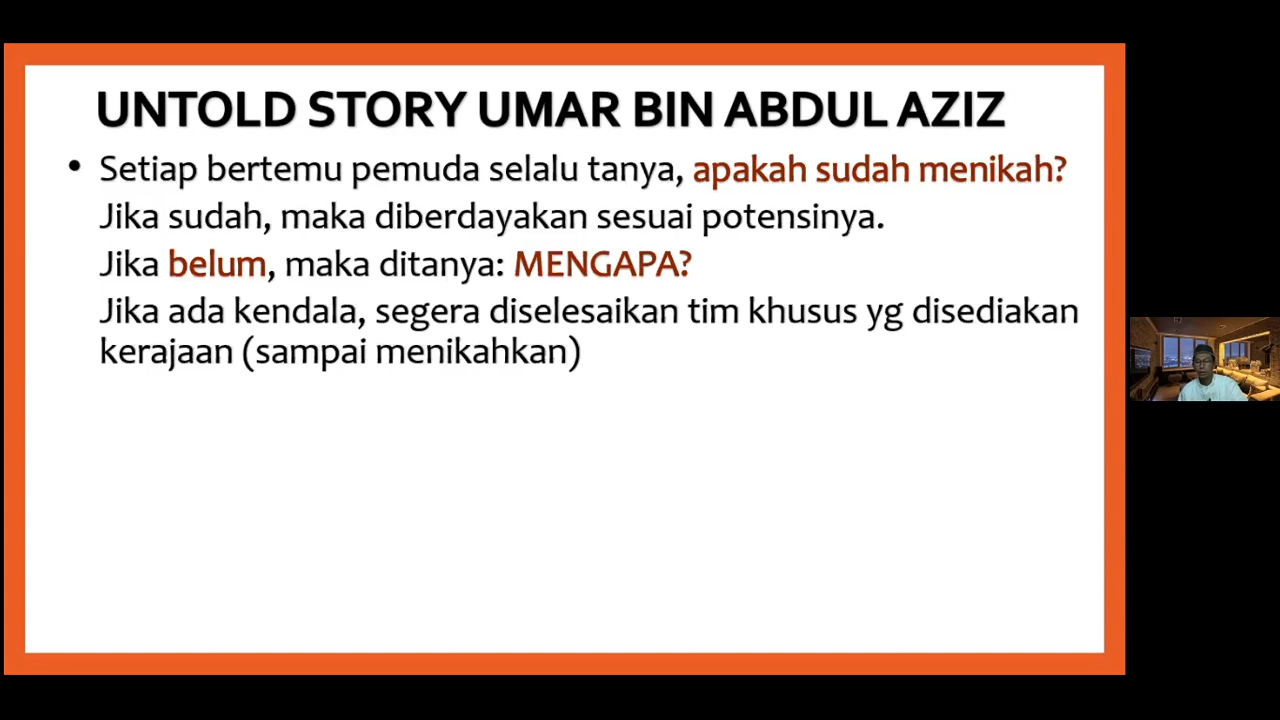 UNTOLD STORY UMAR BIN ABDUL AZIZ
• Setiap bertemu pemuda selalu tanya, apakah sudah menikah?
Jika sudah, maka diberdayakan sesuai potensinya.
Jika belum, maka ditanya: MENGAPA?
Jika ada kendala, segera diselesaikan tim khusus yg disediakan
kerajaan (sampai menikahkan)